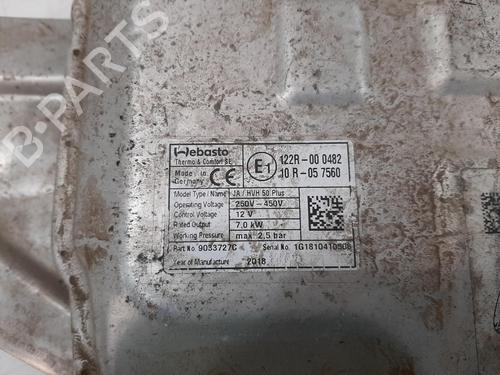 Webasto
Thermo & Comfort SE
Made in Germany CE
E1
122R-00 0482
10 R-05 7560
Model Type / Name JA / HVH 50 Plus
Operating Voltage 250V - 450V
Control Voltage 12 V
Rated Output 7,0 kW
Working Pressure max 2,5 bar
Part No. 9033727C Serial No. 1G1810410506
Year of Manufacture 2018
B-Parts